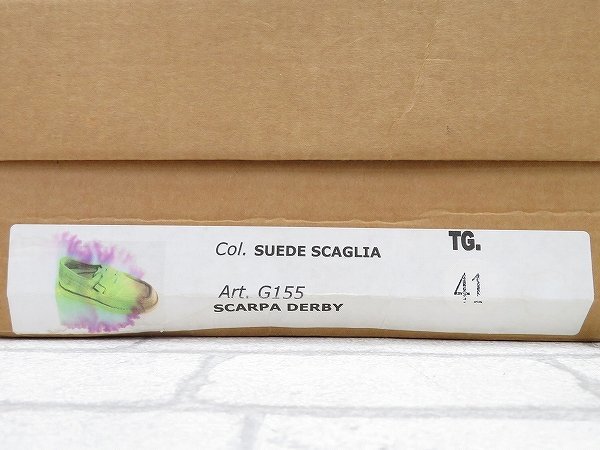 Col. SUEDE SCAGLIA
TG.
Art. G155
41
SCARPA DERBY